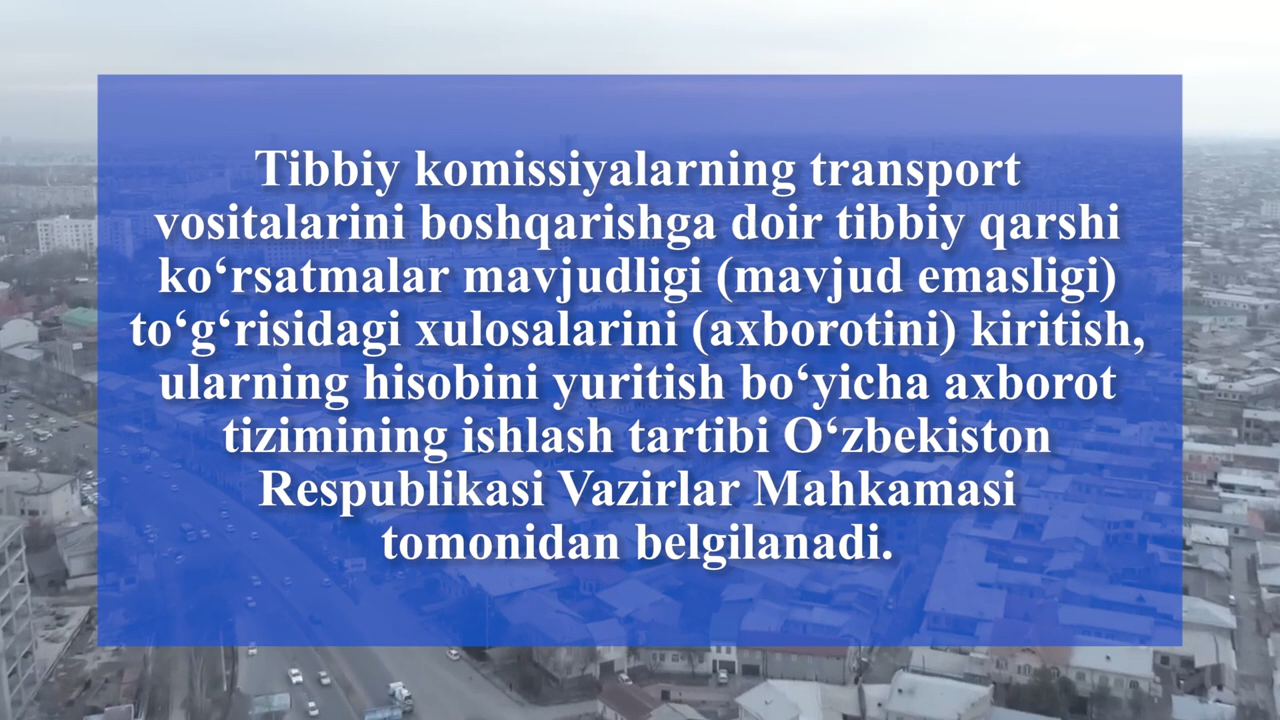 Tibbiy komissiyalarning transport
vositalarini boshqarishga doir tibbiy qarshi
ko‘rsatmalar mavjudligi (mavjud emasligi)
to‘g‘risidagi xulosalarini (axborotini) kiritish,
ularning hisobini yuritish bo‘yicha axborot
tizimining ishlash tartibi O‘zbekiston
Respublikasi Vazirlar Mahkamasi
tomonidan belgilanadi.